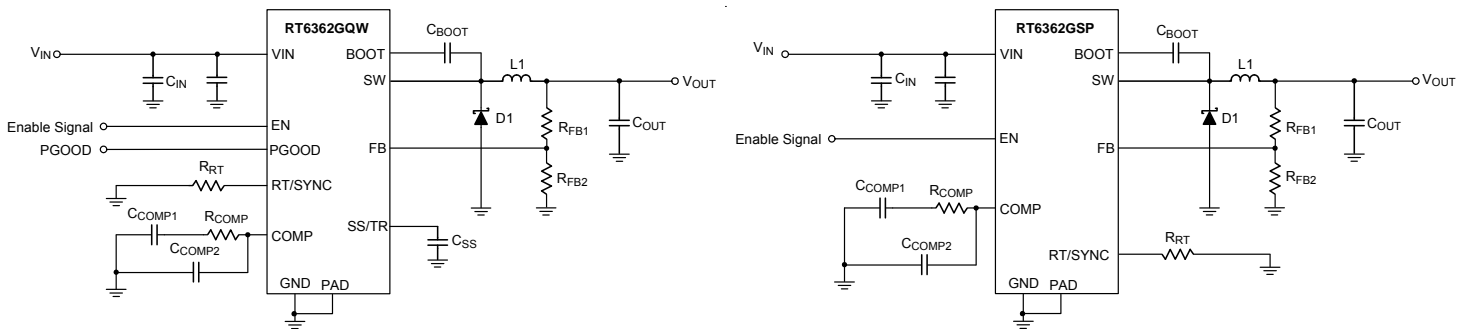 RT6362GQW
VIN
VIN
CIN
BOOT
CBOOT
SW
L1
VOUT
D1
RFB1
COUT
Enable Signal
EN
PGOOD
PGOOD
FB
RFB2
RRT
RT/SYNC
CCOMP1
RCOMP
COMP
CCOMP2
SS/TR
CSS
GND
PAD
RT6362GSP
VIN
VIN
CIN
BOOT
CBOOT
SW
L1
VOUT
D1
RFB1
COUT
Enable Signal
EN
FB
RFB2
CCOMP1
RCOMP
COMP
CCOMP2
RT/SYNC
RRT
GND
PAD